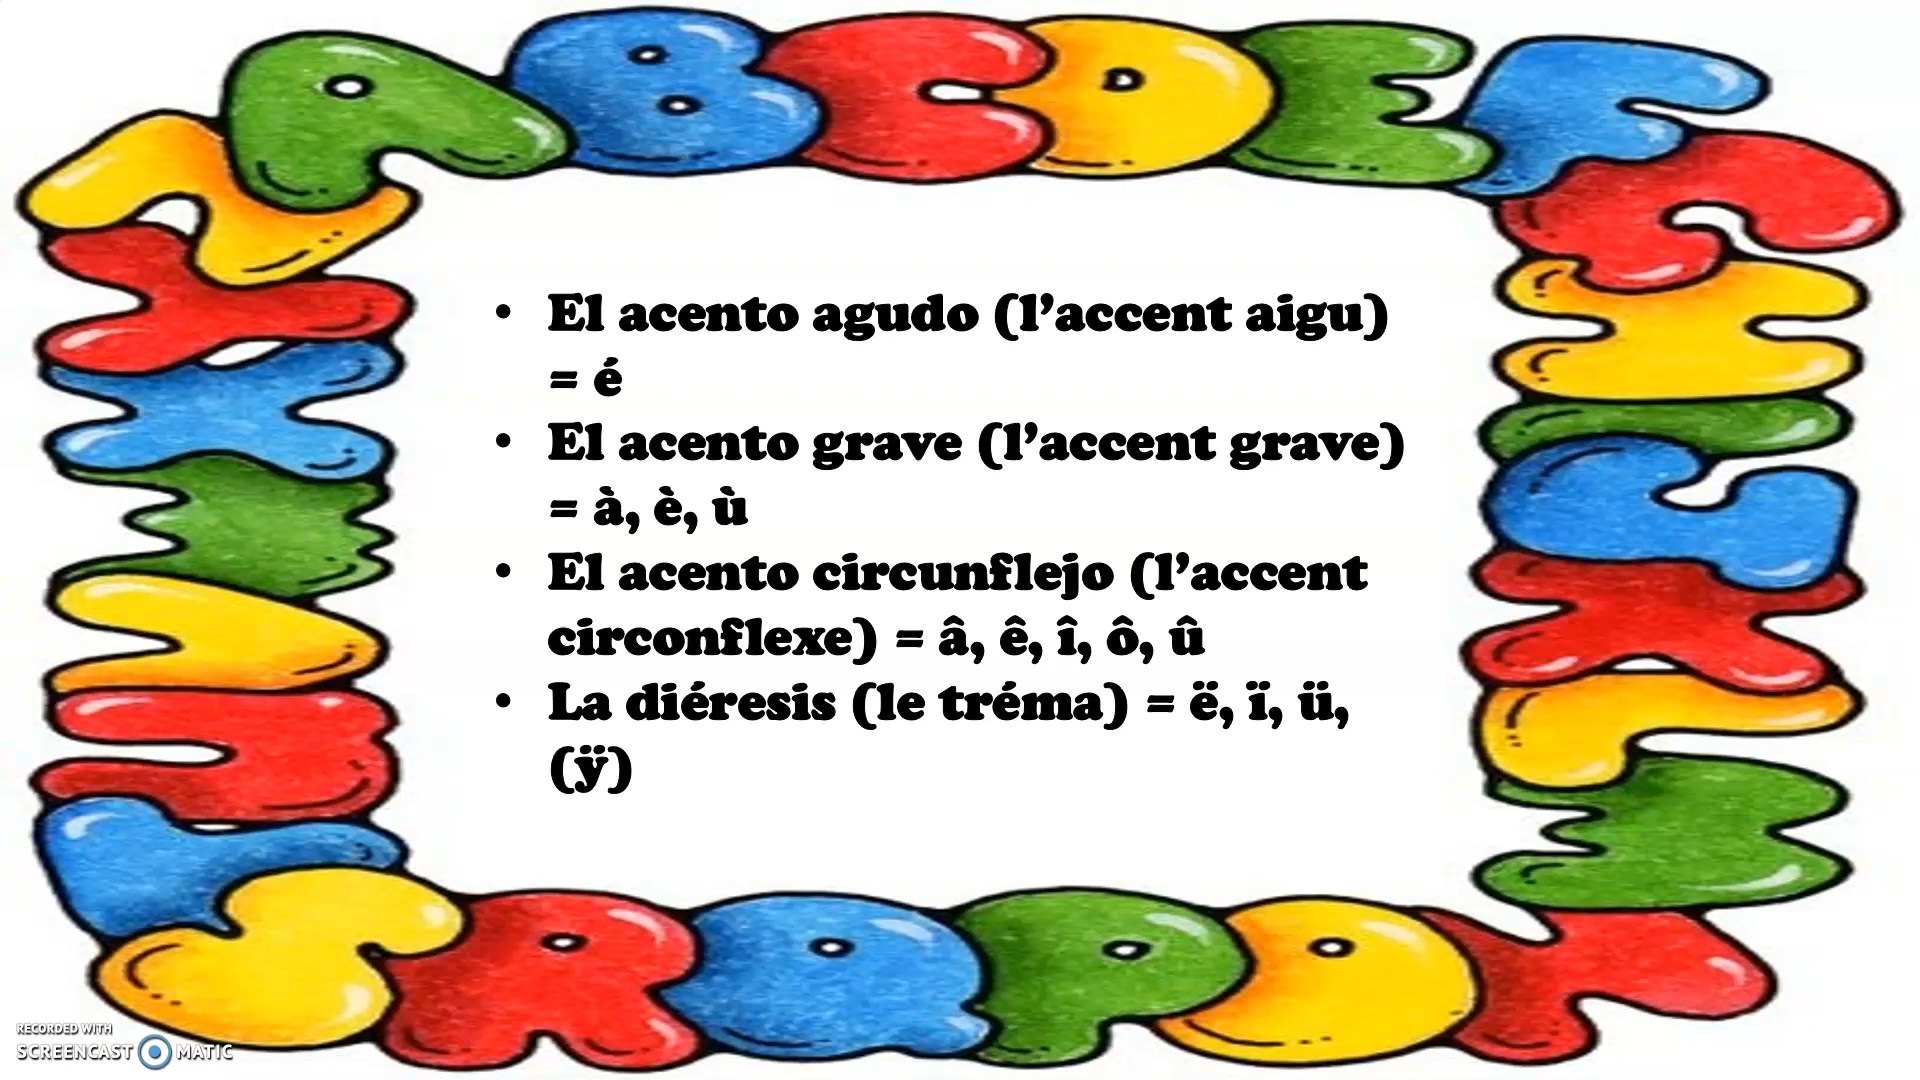 A B C D E F
• El acento agudo (l’accent aigu)
= é
• El acento grave (l’accent grave)
= à, è, ù
• El acento circunflejo (l’accent
circonflexe) = â, ê, î, ô, û
• La diéresis (le tréma) = ë, ï, ü,
(ÿ)
RECORDED WITH
SCREENCAST MATIC